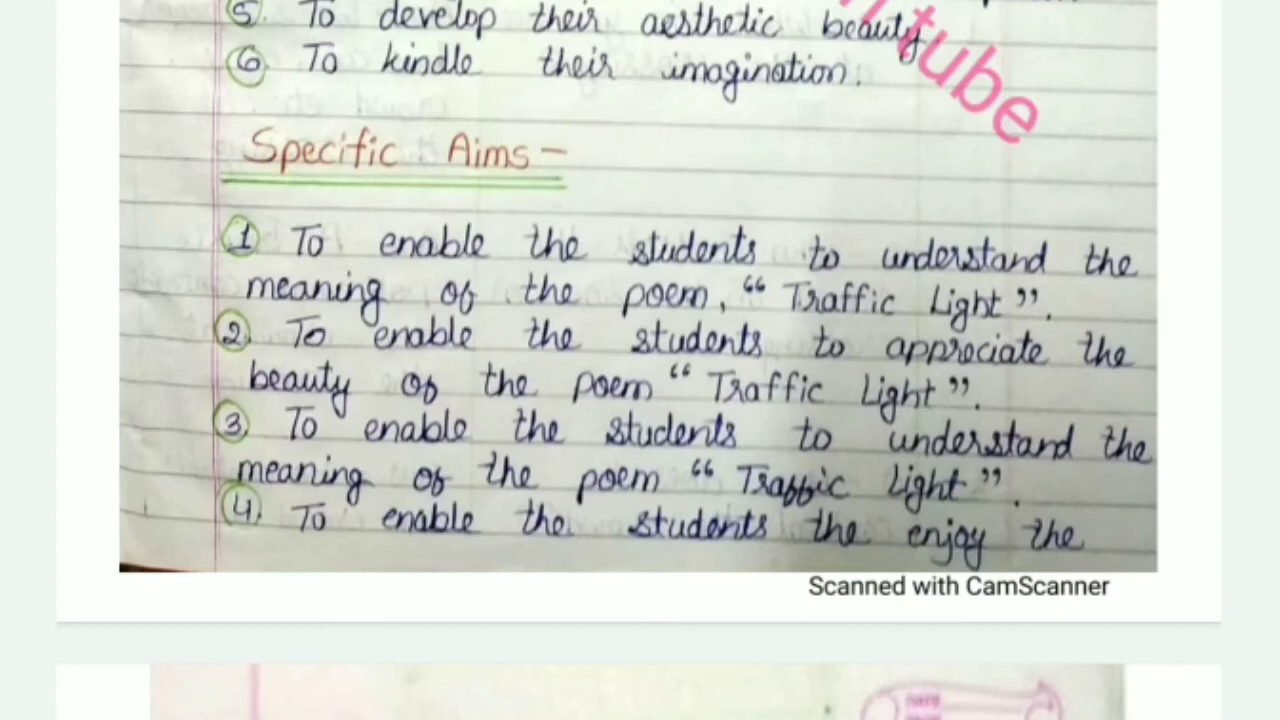 5. To develop their aesthetic beauty.
6. To kindle their imagination.
tube
Specific Aims -
1. To enable the students to understand the
meaning of the poem, "Traffic Light".
2. To enable the students to appreciate the
beauty of the poem "Traffic Light".
3. To enable the students to understand the
meaning of the poem "Traffic Light".
4. To enable the students the enjoy the
Scanned with CamScanner